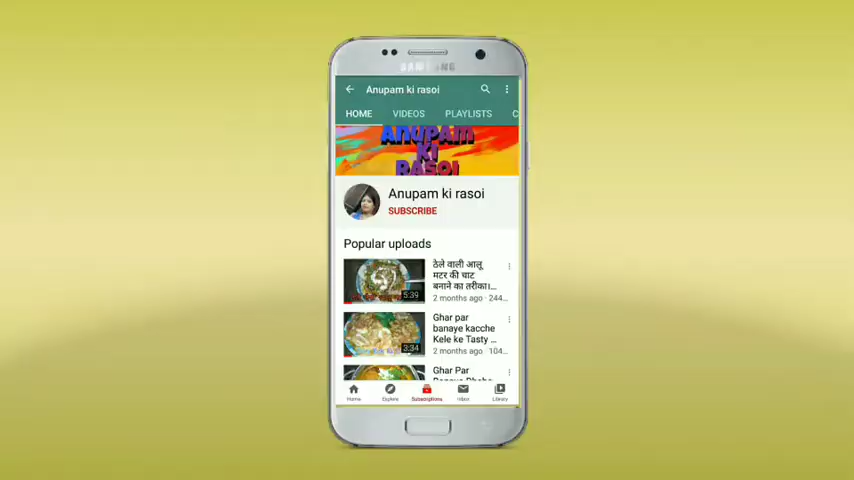 SAMSUNG
Anupam ki rasoi
HOME VIDEOS PLAYLISTS C
ANUPAM
KI
RASOI
Anupam ki rasoi
SUBSCRIBE
Popular uploads
ठेले वाली आलू
मटर की चाट
बनाने का तरीका।...
2 months ago · 244...
5:39
Ghar par
banaye kacche
Kele ke Tasty ...
2 months ago · 104...
3:34
Ghar Par
Home Explore Subscriptions Inbox Library